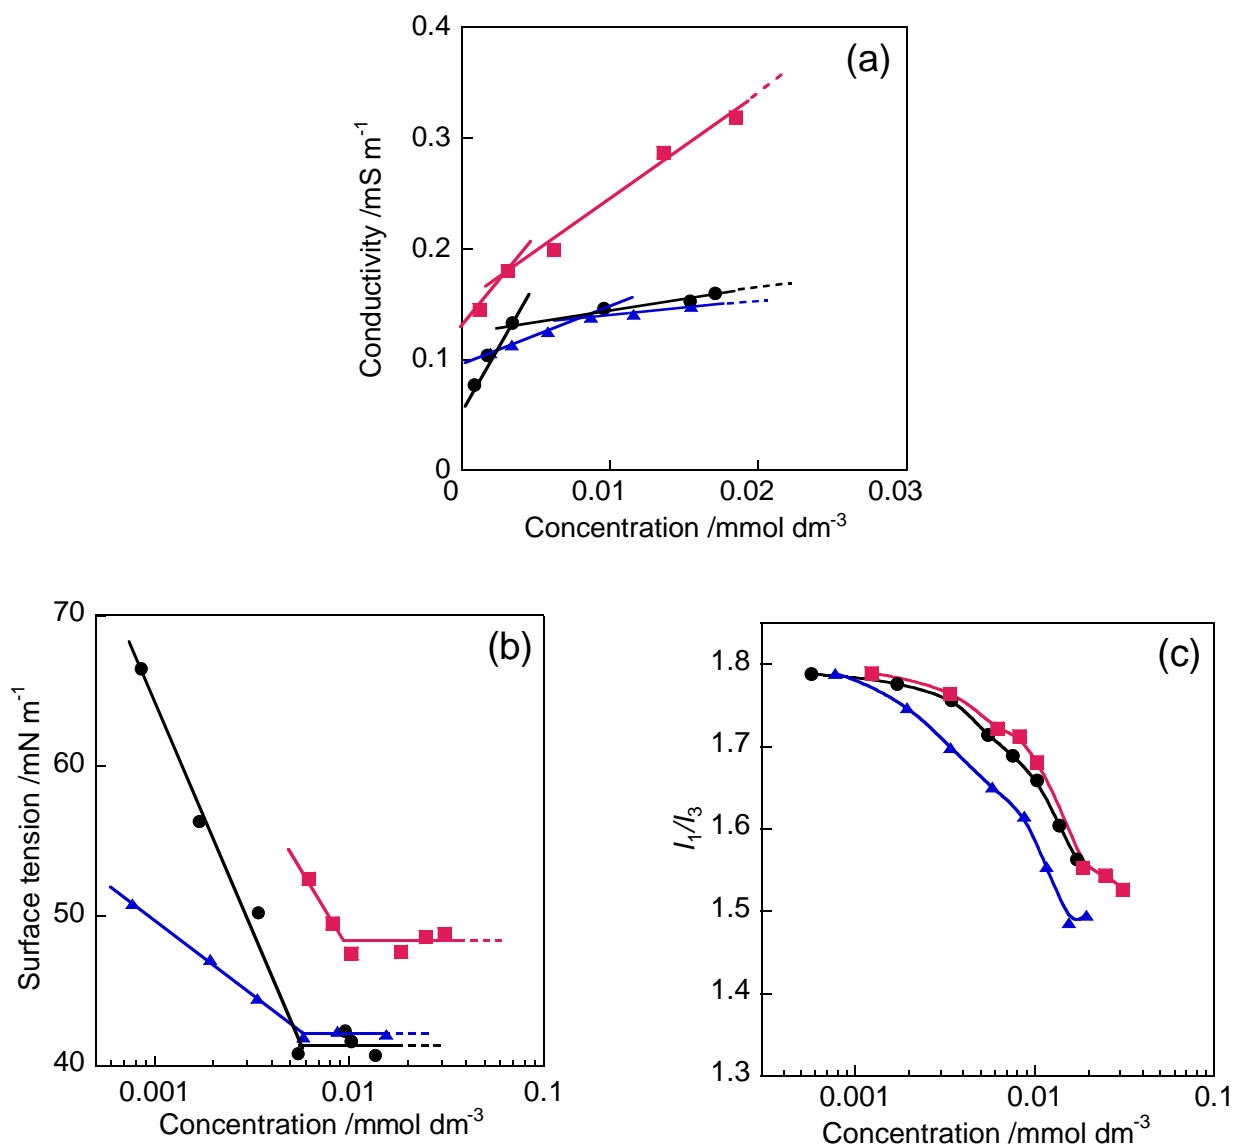 (a)
0.4
0.3
0.2
0.1
0
Conductivity /mS m-1
0 0.01 0.02 0.03
Concentration /mmol dm-3
(b)
70
60
50
40
Surface tension /mN m-1
0.001 0.01 0.1
Concentration /mmol dm-3
(c)
1.8
1.7
1.6
1.5
1.4
1.3
I1/I3
0.001 0.01 0.1
Concentration /mmol dm-3